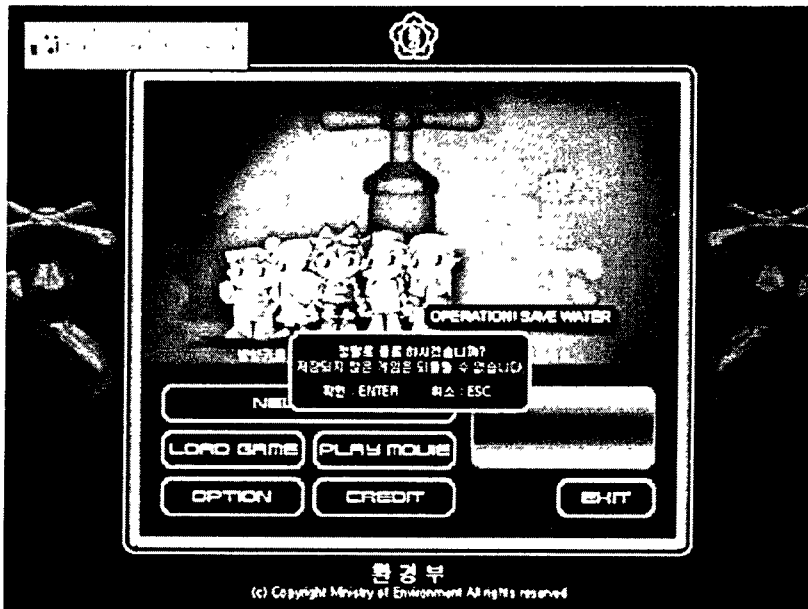 OPERATION! SAVE WATER
정말로 종료 하시겠습니까?
저장되지 않은 게임은 되돌릴 수 없습니다
확인 : ENTER 취소 : ESC
LOAD GAME PLAY MOVIE
OPTION CREDIT EXIT
환경부
(c) Copyright Ministry of Environment All rights reserved